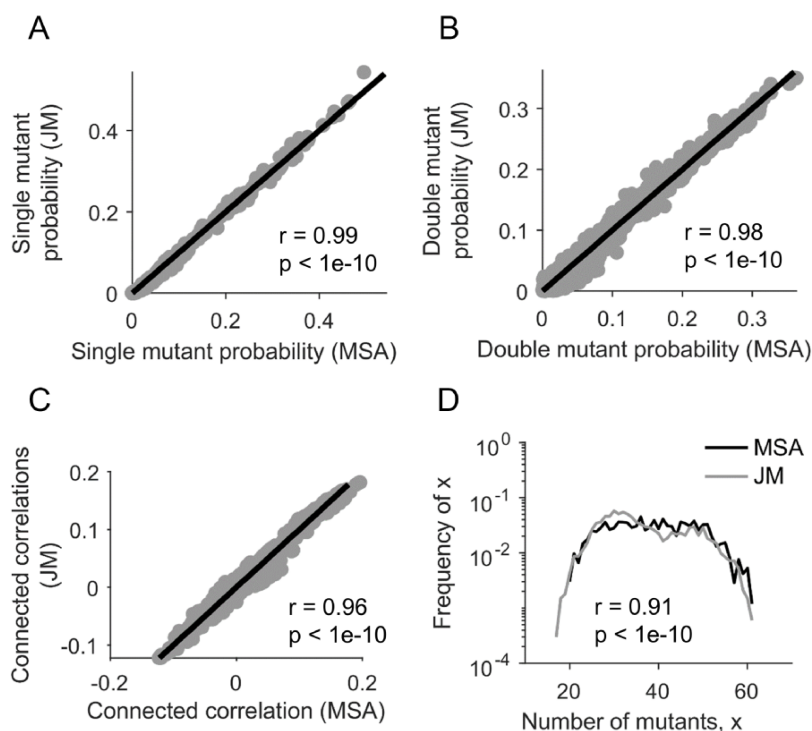 A
Single mutant
probability (JM)
0.4
0.2
0
r = 0.99
p < 1e-10
0
0.2
0.4
Single mutant probability (MSA)
B
Double mutant
probability (JM)
0.3
0.2
0.1
0
r = 0.98
p < 1e-10
0
0.1
0.2
0.3
Double mutant probability (MSA)
C
Connected correlations
(JM)
0.2
0.1
0
-0.1
r = 0.96
p < 1e-10
-0.2
0
0.2
Connected correlation (MSA)
D
Frequency of x
10^0
10^-1
10^-2
10^-4
MSA
JM
r = 0.91
p < 1e-10
20
40
60
Number of mutants, x